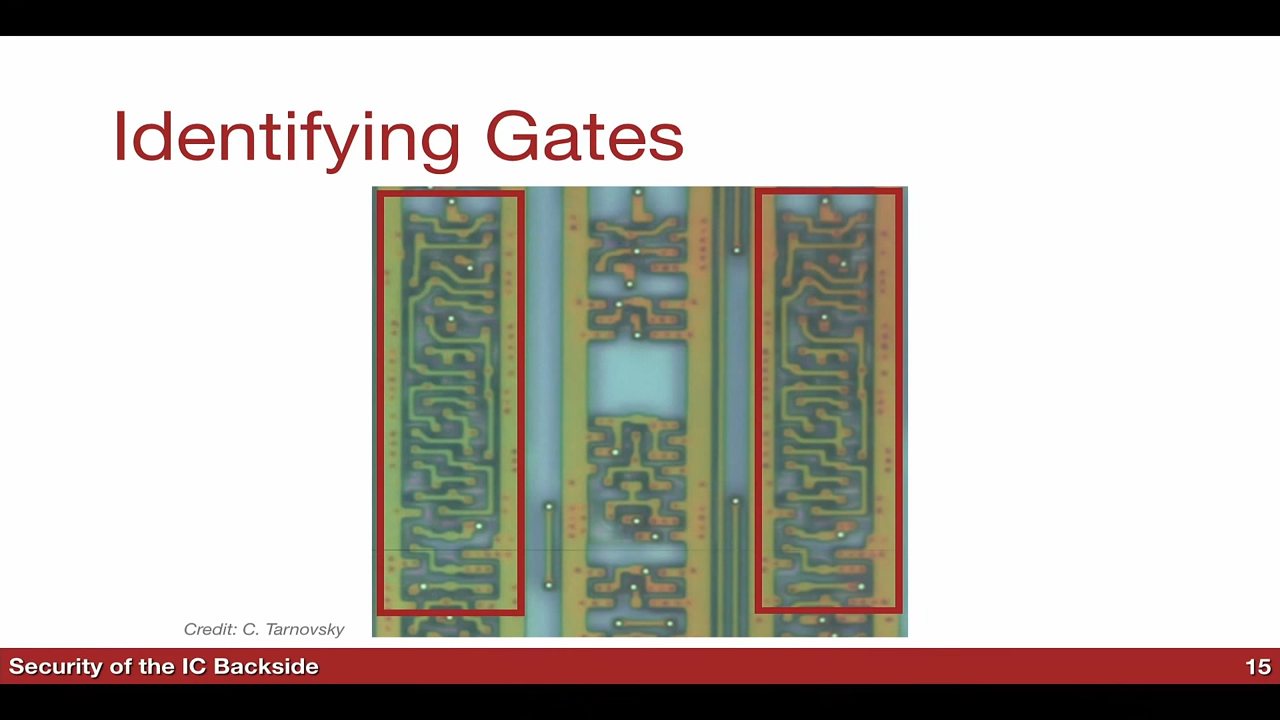 Identifying Gates
Credit: C. Tarnovsky
Security of the IC Backside
15